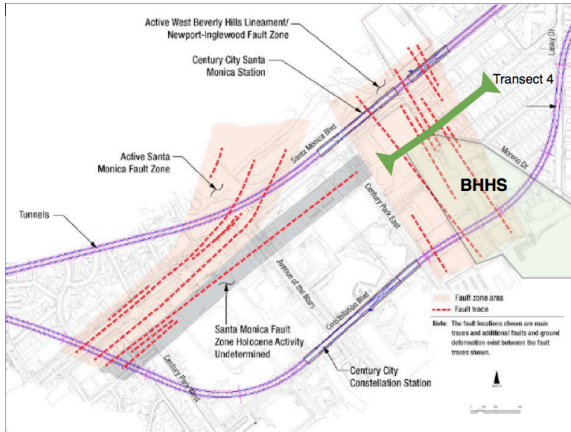 Active West Beverly Hills Lineament/
Newport-Inglewood Fault Zone
Century City Santa
Monica Station
Lasky Dr.
Transect 4
Santa Monica Blvd
Active Santa
Monica Fault Zone
Moreno Dr.
BHHS
Tunnels
Century Park East
Avenue of the Stars
Constellation Blvd
Santa Monica Fault
Zone Holocene Activity
Undetermined
Century Park West
Century City
Constellation Station
Fault zone area
Fault trace
Note: The fault locations shown are main
traces and additional faults and ground
deformation exist between the fault
traces shown.